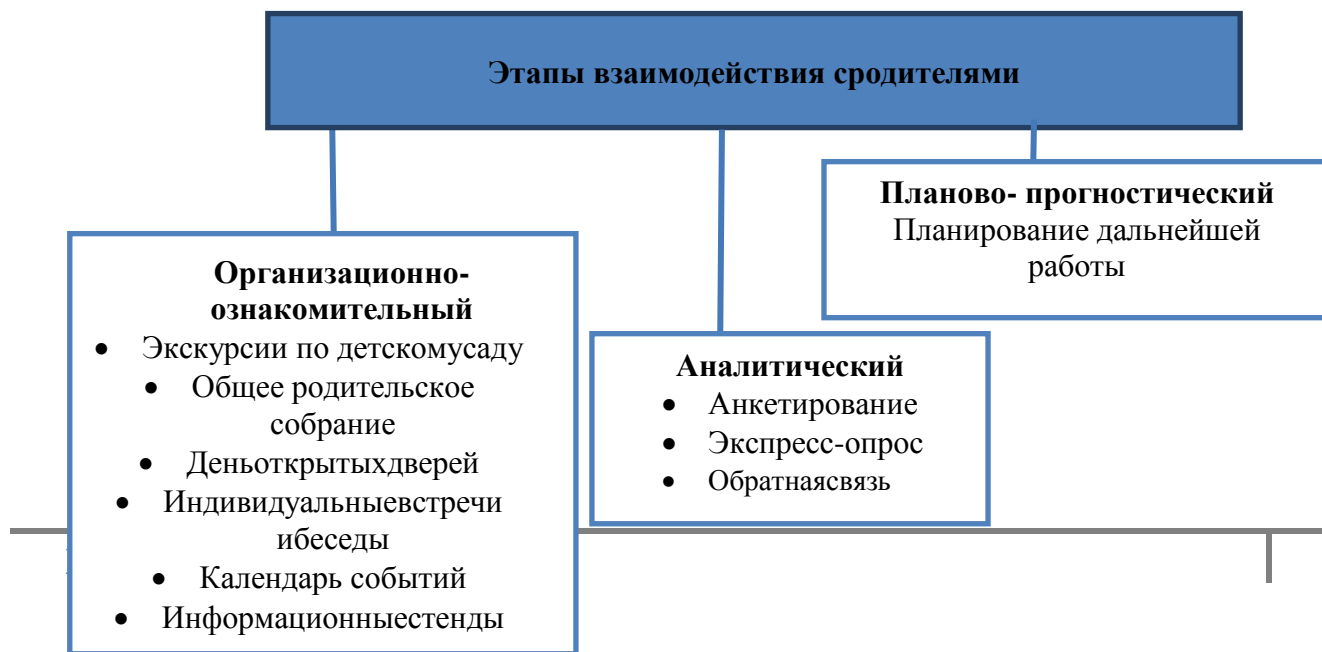 Этапы взаимодействия сродителями
Организационно-
ознакомительный
• Экскурсии по детскомусаду
• Общее родительское
собрание
• Деньоткрытыхдверей
• Индивидуальныевстречи
ибеседы
• Календарь событий
• Информационныестенды
Аналитический
• Анкетирование
• Экспресс-опрос
• Обратнаясвязь
Планово- прогностический
Планирование дальнейшей
работы